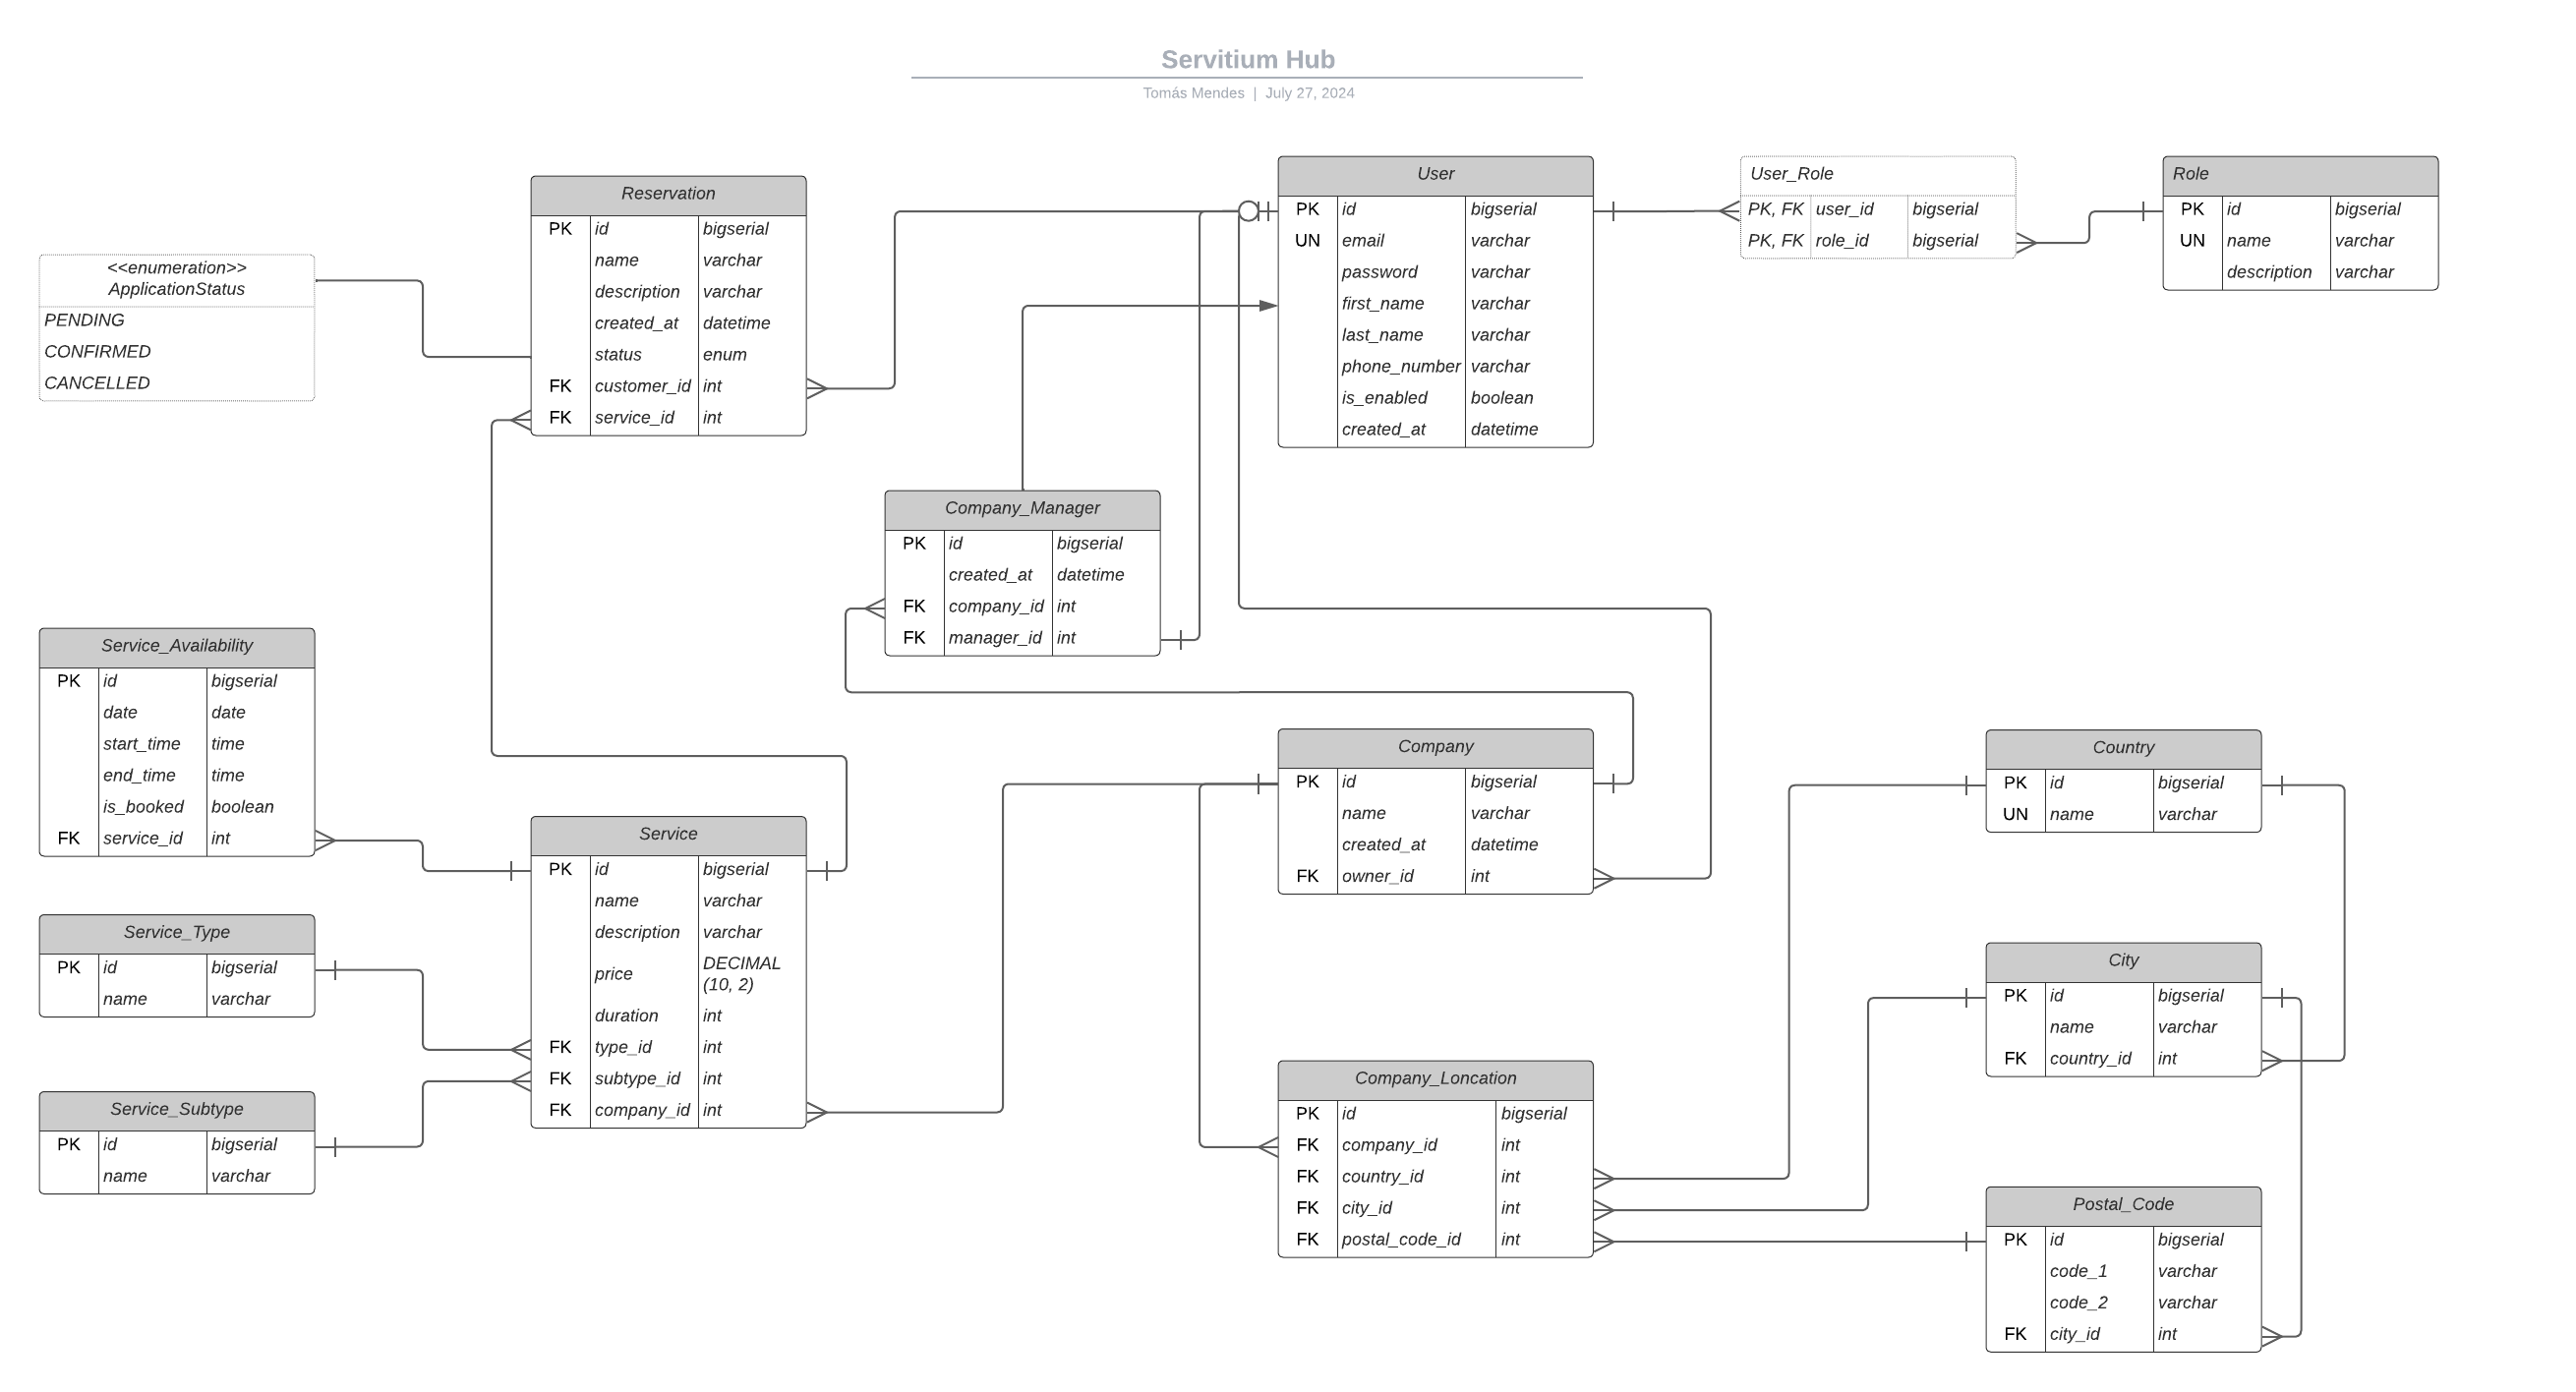 Servitium Hub
Tomás Mendes | July 27, 2024
<<enumeration>>
ApplicationStatus
PENDING
CONFIRMED
CANCELLED
Reservation
PK id bigserial
name varchar
description varchar
created_at datetime
status enum
FK customer_id int
FK service_id int
User
PK id bigserial
UN email varchar
password varchar
first_name varchar
last_name varchar
phone_number varchar
is_enabled boolean
created_at datetime
User_Role
PK, FK user_id bigserial
PK, FK role_id bigserial
Role
PK id bigserial
UN name varchar
description varchar
Company_Manager
PK id bigserial
created_at datetime
FK company_id int
FK manager_id int
Service_Availability
PK id bigserial
date date
start_time time
end_time time
is_booked boolean
FK service_id int
Service_Type
PK id bigserial
name varchar
Service_Subtype
PK id bigserial
name varchar
Service
PK id bigserial
name varchar
description varchar
price DECIMAL
(10, 2)
duration int
FK type_id int
FK subtype_id int
FK company_id int
Company
PK id bigserial
name varchar
created_at datetime
FK owner_id int
Company_Loncation
PK id bigserial
FK company_id int
FK country_id int
FK city_id int
FK postal_code_id int
Country
PK id bigserial
UN name varchar
City
PK id bigserial
name varchar
FK country_id int
Postal_Code
PK id bigserial
code_1 varchar
code_2 varchar
FK city_id int